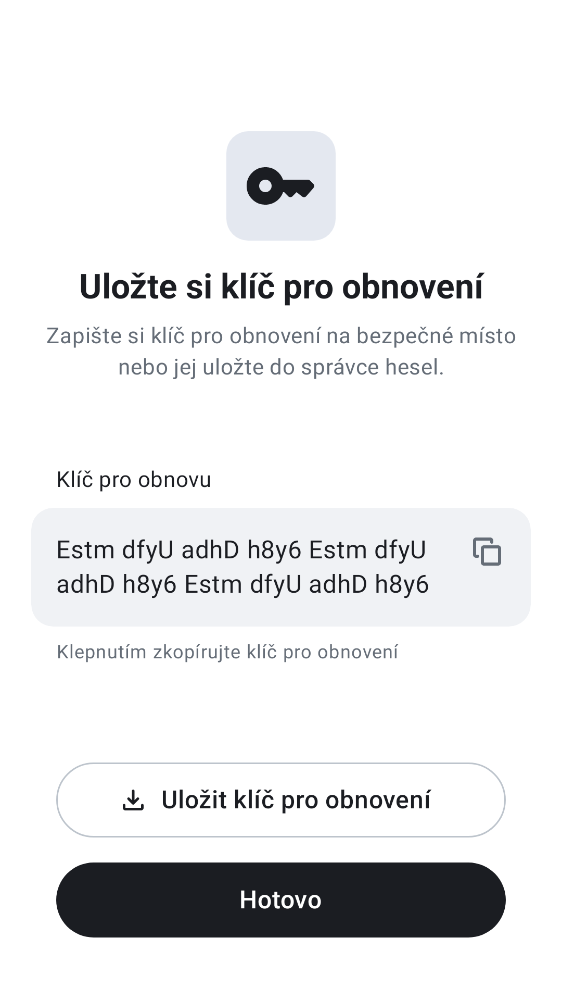 Uložte si klíč pro obnovení
Zapište si klíč pro obnovení na bezpečné místo
nebo jej uložte do správce hesel.
Klíč pro obnovu
Estm dfyU adhD h8y6 Estm dfyU
adhD h8y6 Estm dfyU adhD h8y6
Klepnutím zkopírujte klíč pro obnovení
Uložit klíč pro obnovení
Hotovo